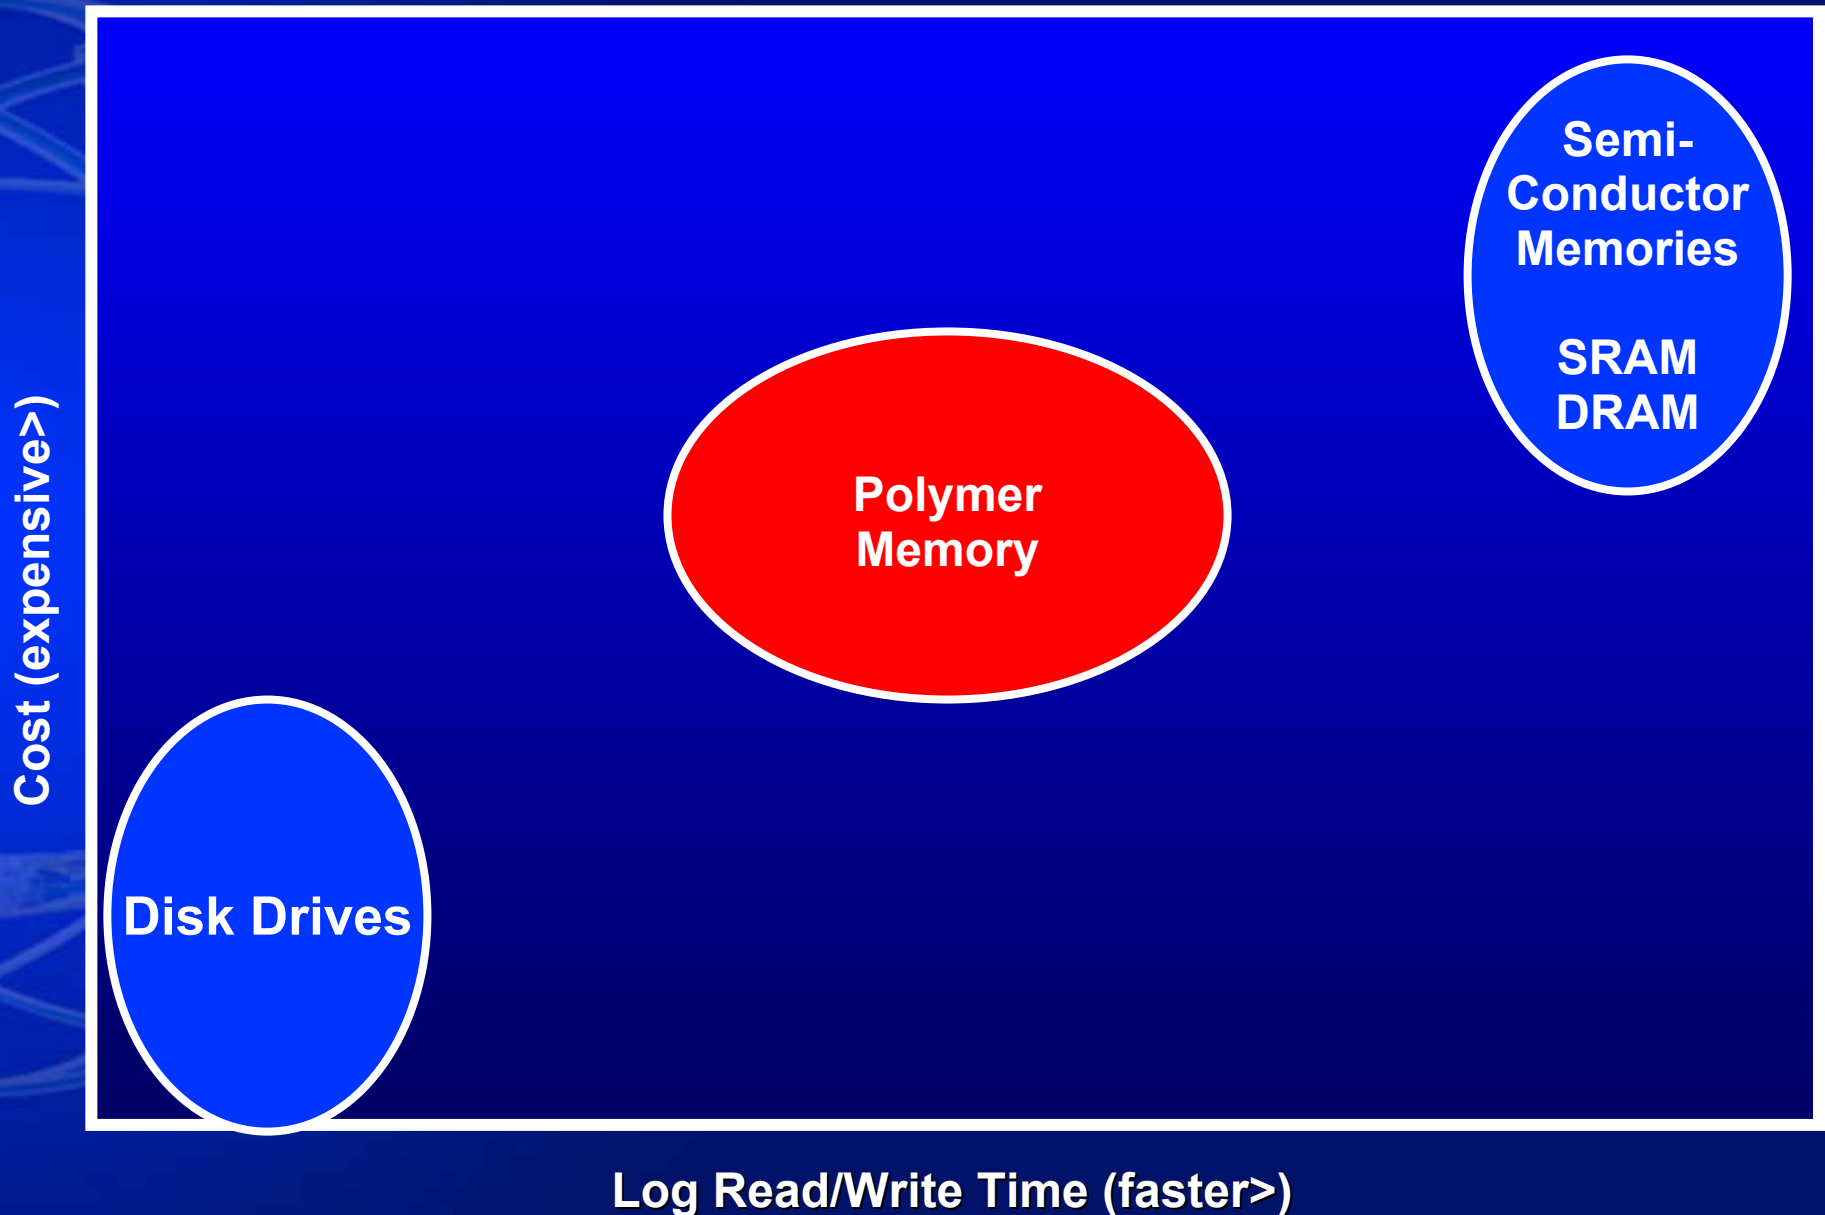 Semi-
Conductor
Memories
SRAM
DRAM
Polymer
Memory
Cost (expensive>)
Disk Drives
Log Read/Write Time (faster>)